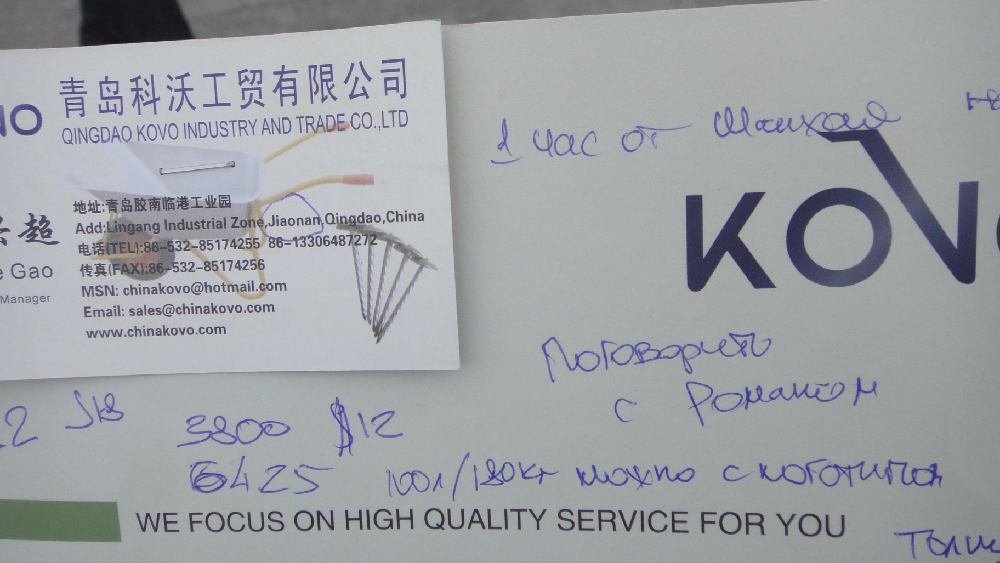 青岛科沃工贸有限公司
QINGDAO KOVO INDUSTRY AND TRADE CO.,LTD
地址:青岛胶南临港工业园
Add:Lingang Industrial Zone,Jiaonan,Qingdao,China
超
电话(TEL):86-532-85174255 86-13306487272
Gao
传真(FAX):86-532-85174256
Manager
MSN: chinakovo@hotmail.com
Email: sales@chinakovo.com
www.chinakovo.com
1 час от Шанхая
KOVO
Поговорить
с Романом
3800 $12
6425 100л/180кг можно с логотипом
WE FOCUS ON HIGH QUALITY SERVICE FOR YOU